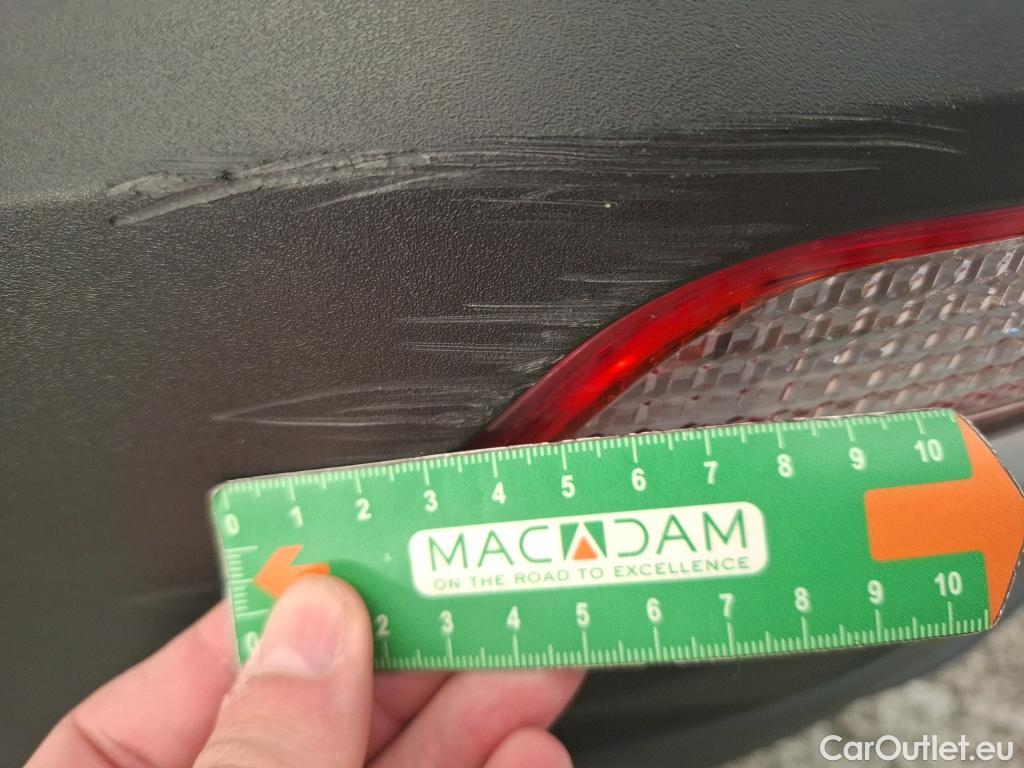 0 1 2 3 4 5 6 7 8 9 10
MACADAM
ON THE ROAD TO EXCELLENCE
0 2 3 4 5 6 7 8 9 10
CarOutlet.eu